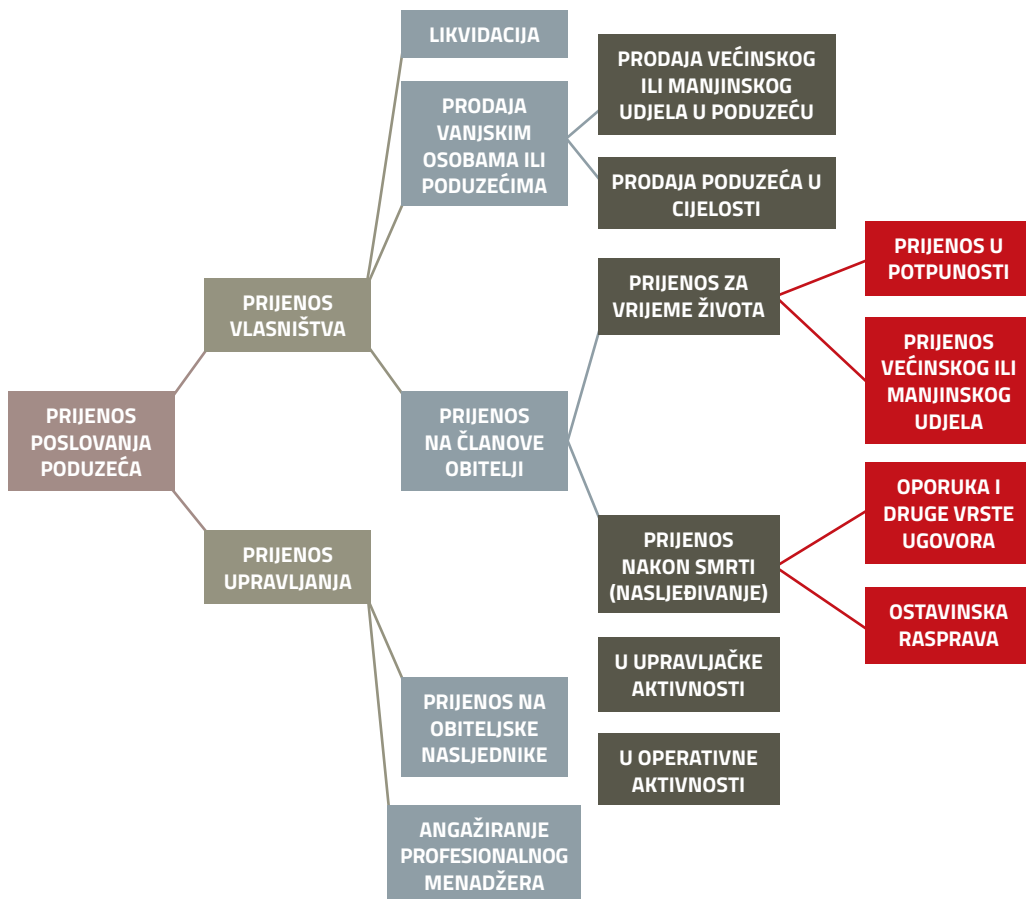 LIKVIDACIJA
PRODAJA
VANJSKIM
OSOBAMA ILI
PODUZEĆIMA
PRODAJA VEĆINSKOG
ILI MANJINSKOG
UDJELA U PODUZEĆU
PRODAJA PODUZEĆA U
CIJELOSTI
PRIJENOS
VLASNIŠTVA
PRIJENOS ZA
VRIJEME ŽIVOTA
PRIJENOS U
POTPUNOSTI
PRIJENOS
VEĆINSKOG ILI
MANJINSKOG
UDJELA
PRIJENOS
POSLOVANJA
PODUZEĆA
PRIJENOS
NA ČLANOVE
OBITELJI
OPORUKA I
DRUGE VRSTE
UGOVORA
PRIJENOS
UPRAVLJANJA
PRIJENOS
NAKON SMRTI
(NASLJEĐIVANJE)
OSTAVINSKA
RASPRAVA
U UPRAVLJAČKE
AKTIVNOSTI
PRIJENOS NA
OBITELJSKE
NASLJEDNIKE
U OPERATIVNE
AKTIVNOSTI
ANGAŽIRANJE
PROFESIONALNOG
MENADŽERA